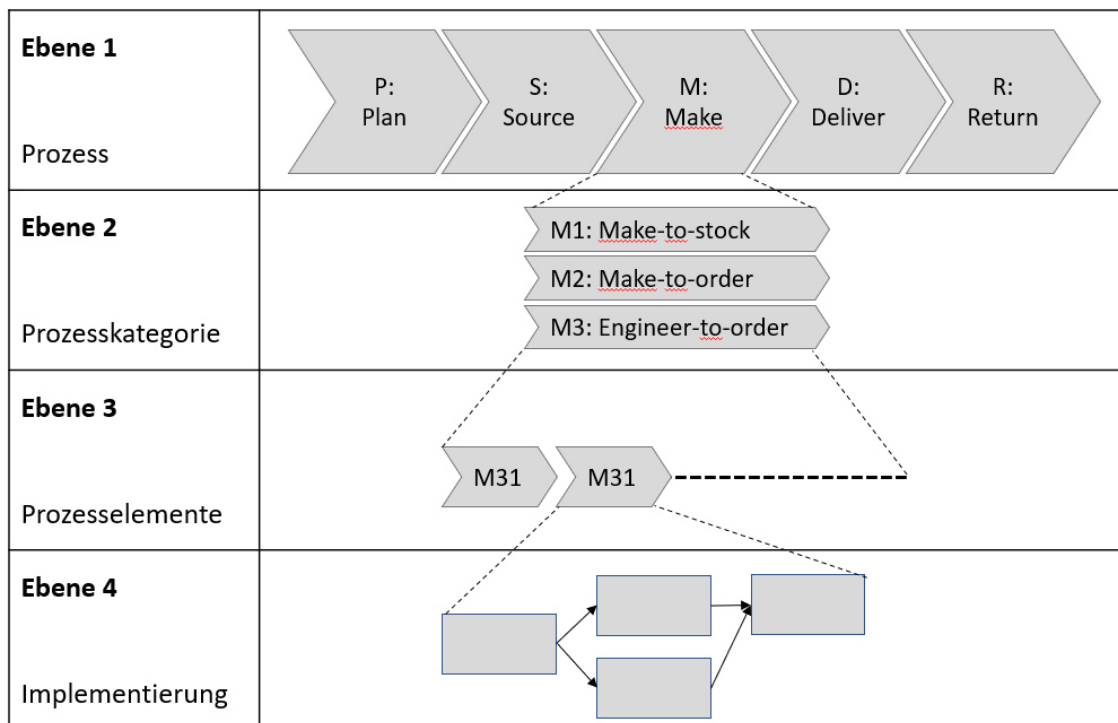 Ebene 1
Prozess
P:
Plan
S:
Source
M:
Make
D:
Deliver
R:
Return
Ebene 2
Prozesskategorie
M1: Make-to-stock
M2: Make-to-order
M3: Engineer-to-order
Ebene 3
Prozesselemente
M31
M31
Ebene 4
Implementierung